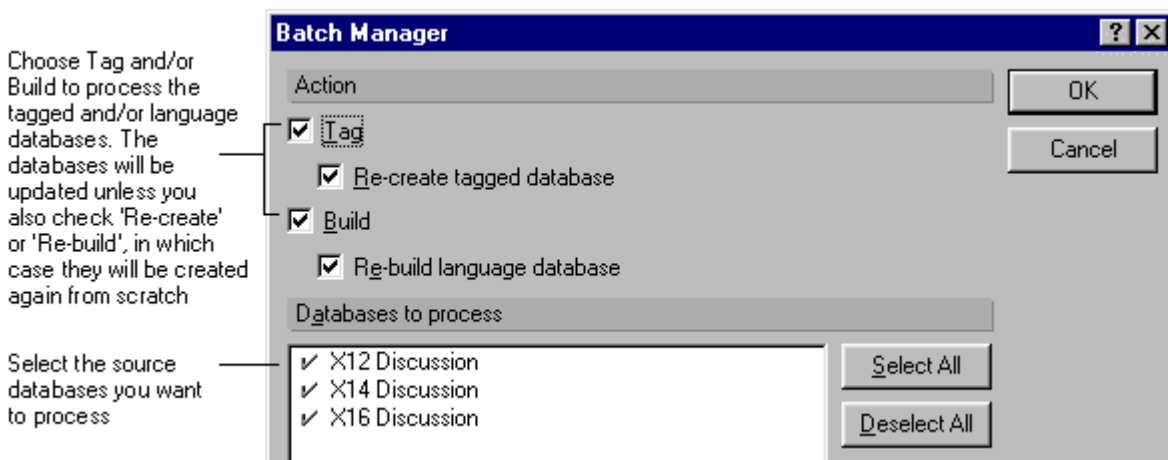 Batch Manager
Choose Tag and/or
Build to process the
tagged and/or language
databases. The
databases will be
updated unless you
also check 'Re-create'
or 'Re-build', in which
case they will be created
again from scratch
Action
OK
Tag
Cancel
Re-create tagged database
Build
Re-build language database
Databases to process
Select the source
databases you want
to process
X12 Discussion
X14 Discussion
X16 Discussion
Select All
Deselect All